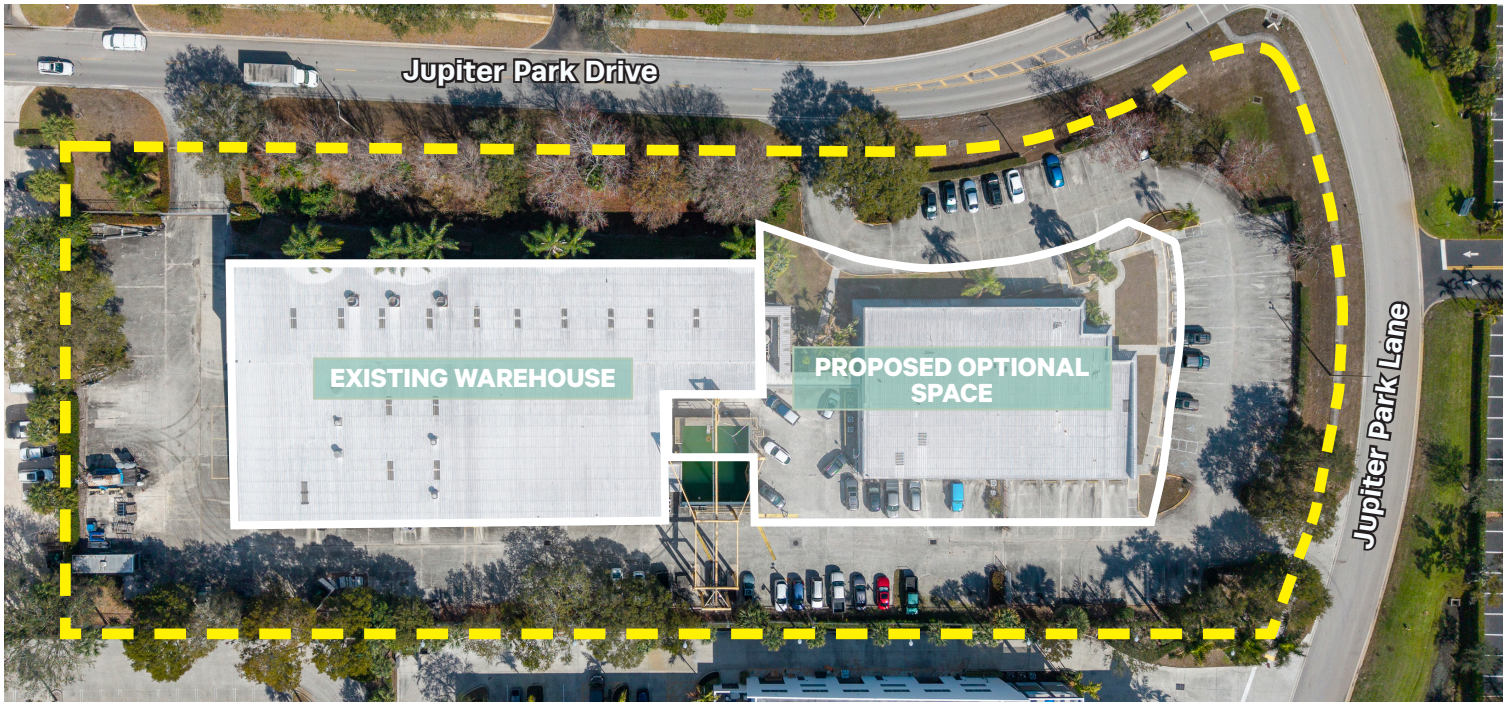 Jupiter Park Drive
EXISTING WAREHOUSE
PROPOSED OPTIONAL
SPACE
Jupiter Park Lane